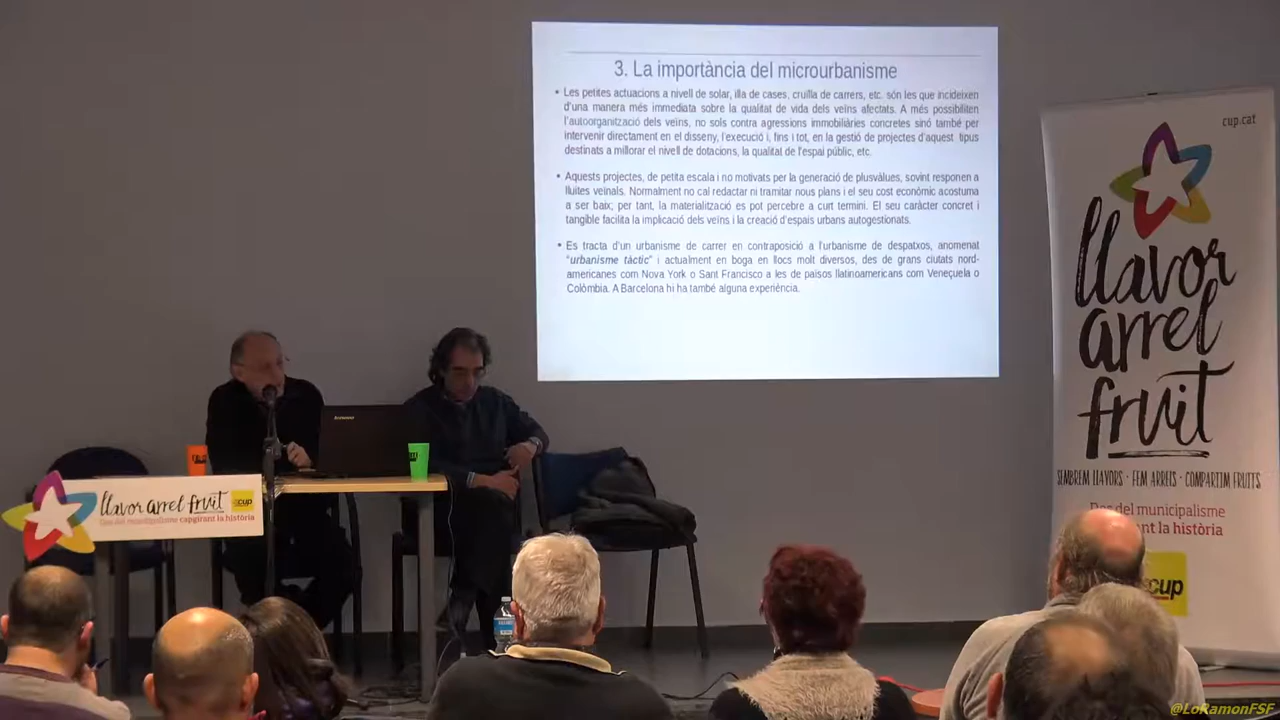 3. La importància del microurbanisme
• Les petites actuacions a nivell de solar, illa de cases, cruïlla de carrers, etc. són les que incideixen
d'una manera més immediata sobre la qualitat de vida dels veïns afectats. A més possibiliten
l'autoorganització dels veïns, no sols contra agressions immobiliàries concretes sinó també per
intervenir directament en el disseny, l'execució i, fins i tot, en la gestió de projectes d'aquest tipus
destinats a millorar el nivell de dotacions, la qualitat de l'espai públic, etc.
• Aquests projectes, de petita escala i no motivats per la generació de plusvàlues, sovint responen a
lluites veïnals. Normalment no cal redactar ni tramitar nous plans i el seu cost econòmic acostuma
a ser baix; per tant, la materialització es pot percebre a curt termini. El seu caràcter concret i
tangible facilita la implicació dels veïns i la creació d'espais urbans autogestionats.
• Es tracta d'un urbanisme de carrer en contraposició a l'urbanisme de despatxos, anomenat
"urbanisme tàctic" i actualment en boga en llocs molt diversos, des de grans ciutats nord-
americanes com Nova York o Sant Francisco a les de països llatinoamericans com Veneçuela o
Colòmbia. A Barcelona hi ha també alguna experiència.
cup.cat
llavor
arrel
fruit
SEMBREM LLAVORS · FEM ARRELS · COMPARTIM FRUITS
Des del municipalisme
ant la història
cup
lenovo
llavor arrel fruit
Des del municipalisme capgirant la història
cup
@LoRamonFSF